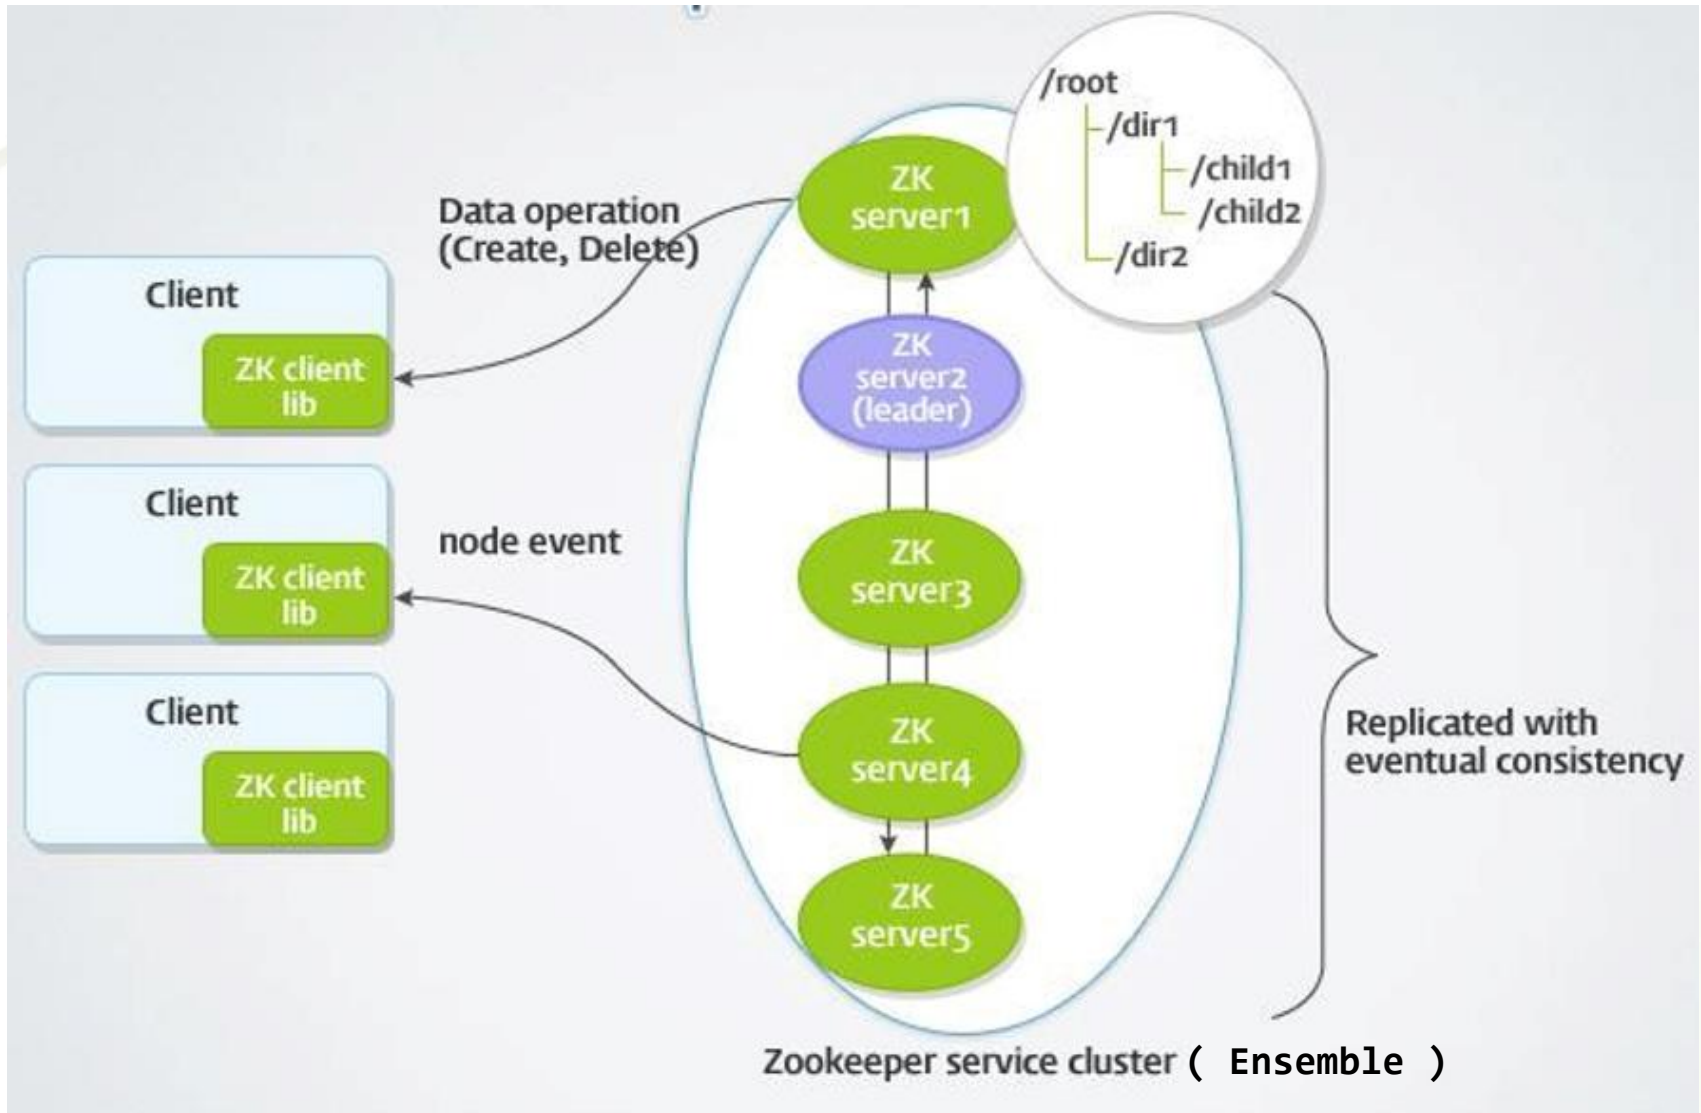 Data operation
(Create, Delete)
Client
ZK client
lib
Client
ZK client
lib
node event
Client
ZK client
lib
ZK
server1
ZK
server2
(leader)
ZK
server3
ZK
server4
ZK
server5
/root
/dir1
/child1
/child2
/dir2
Replicated with
eventual consistency
Zookeeper service cluster ( Ensemble )